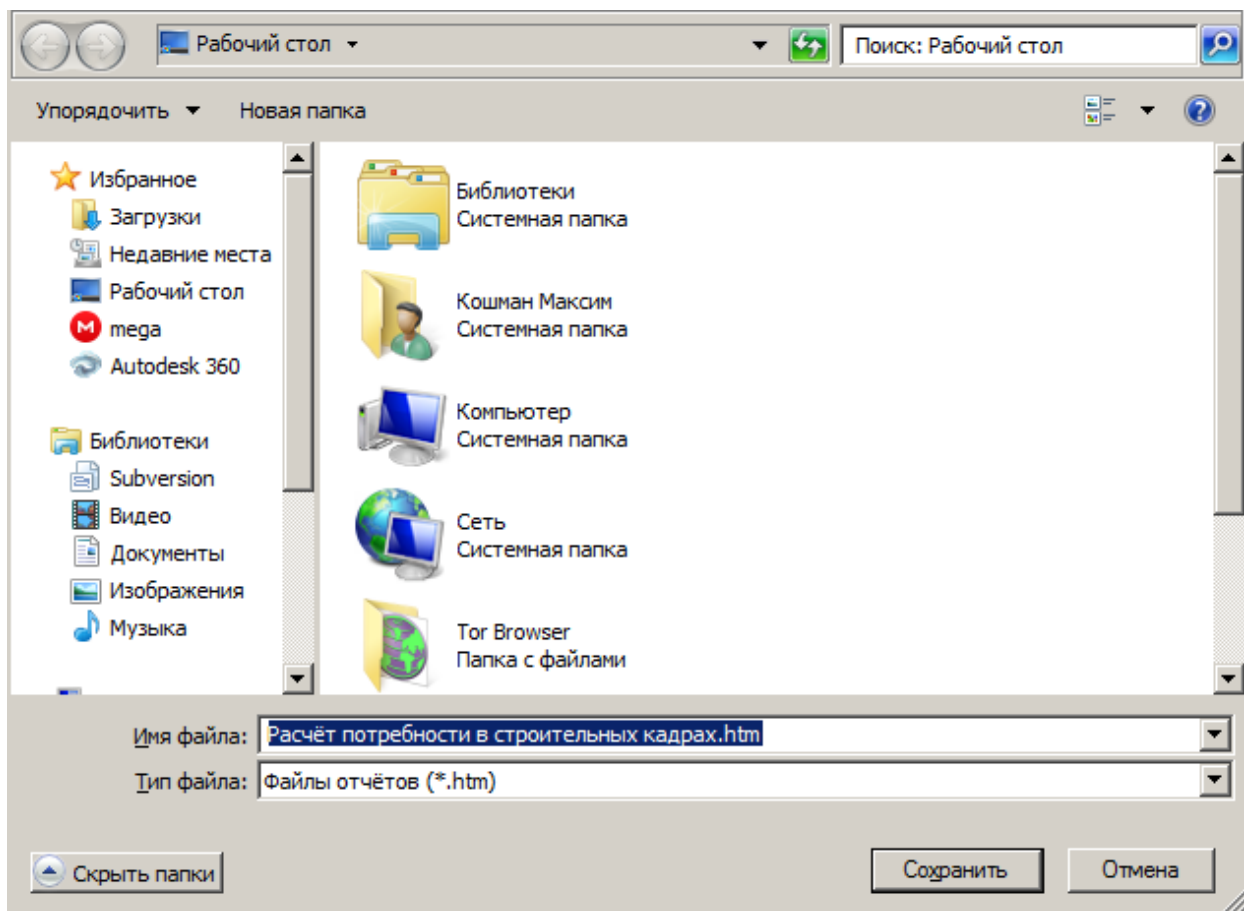 Рабочий стол
Поиск: Рабочий стол
Упорядочить
Новая папка
Избранное
Загрузки
Недавние места
Рабочий стол
mega
Autodesk 360
Библиотеки
Subversion
Видео
Документы
Изображения
Музыка
Библиотеки
Системная папка
Кошман Максим
Системная папка
Компьютер
Системная папка
Сеть
Системная папка
Tor Browser
Папка с файлами
Имя файла: Расчёт потребности в строительных кадрах.htm
Тип файла: Файлы отчётов (*.htm)
Скрыть папки
Сохранить
Отмена